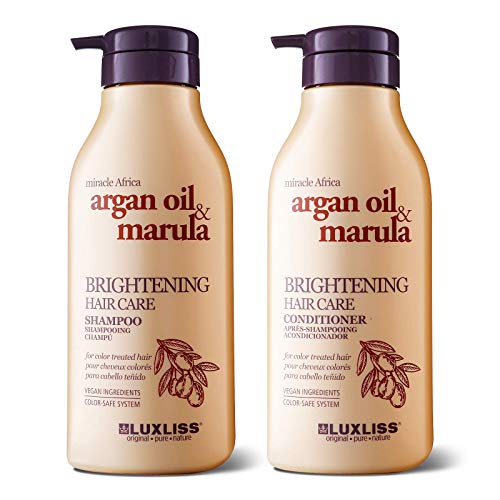 miracle Africa
argan oil &
marula
BRIGHTENING
HAIR CARE
SHAMPOO
SHAMPOOING
CHAMPÚ
for color treated hair
pour cheveux colorés
para cabello teñido
VEGAN INGREDIENTS
COLOR-SAFE SYSTEM
LUXLISS
original • pure • nature
miracle Africa
argan oil &
marula
BRIGHTENING
HAIR CARE
CONDITIONER
APRÈS-SHAMPOOING
ACONDICIONADOR
for color treated hair
pour cheveux colorés
para cabello teñido
VEGAN INGREDIENTS
COLOR-SAFE SYSTEM
LUXLISS
original • pure • nature